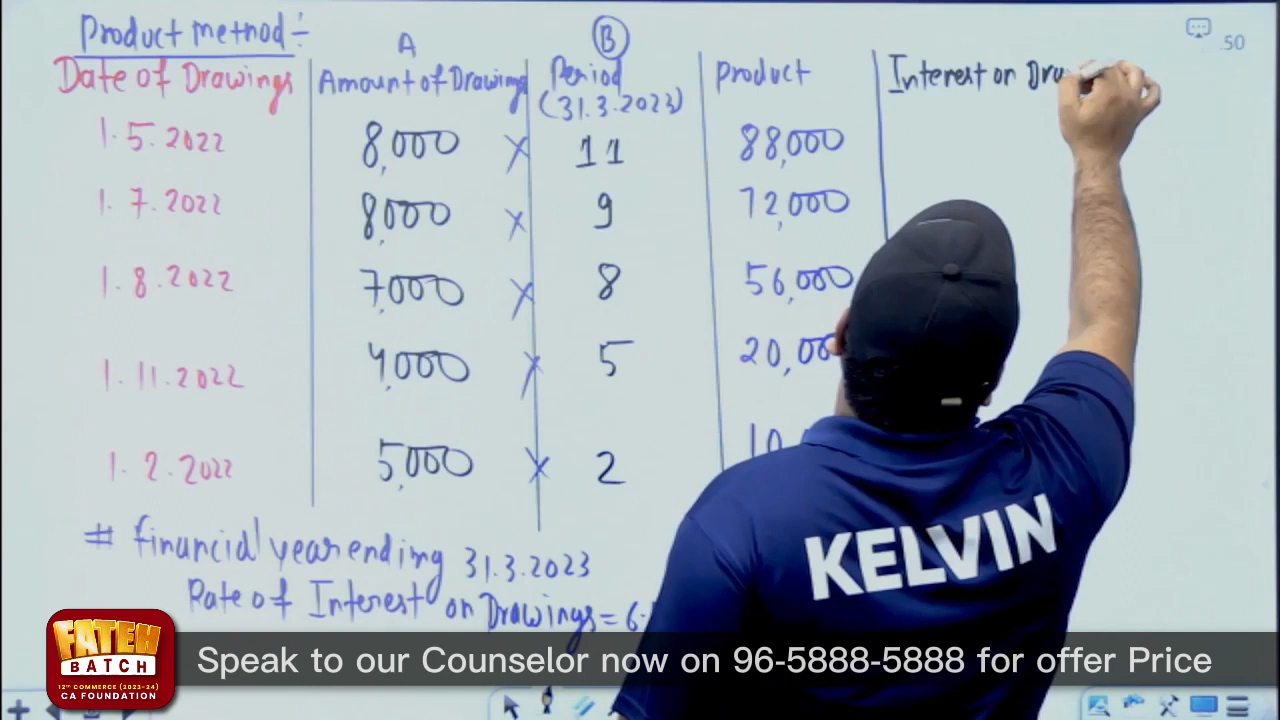 Product method :-
A
B
50
Date of Drawings
Amount of Drawings
Period
(31.3.2023)
Product
Interest on Dra
1.5.2022 8,000 × 11 88,000
1.7.2022 8,000 × 9 72,000
1.8.2022 7,000 × 8 56,000
1.11.2022 4,000 × 5 20,00
1.2.2022 5,000 × 2 10
# financial year ending 31.3.2023
Rate of Interest on Drawings = 6.
KELVIN
FATEH
BATCH
12TH COMMERCE (2023-24)
CA FOUNDATION
Speak to our Counselor now on 96-5888-5888 for offer Price